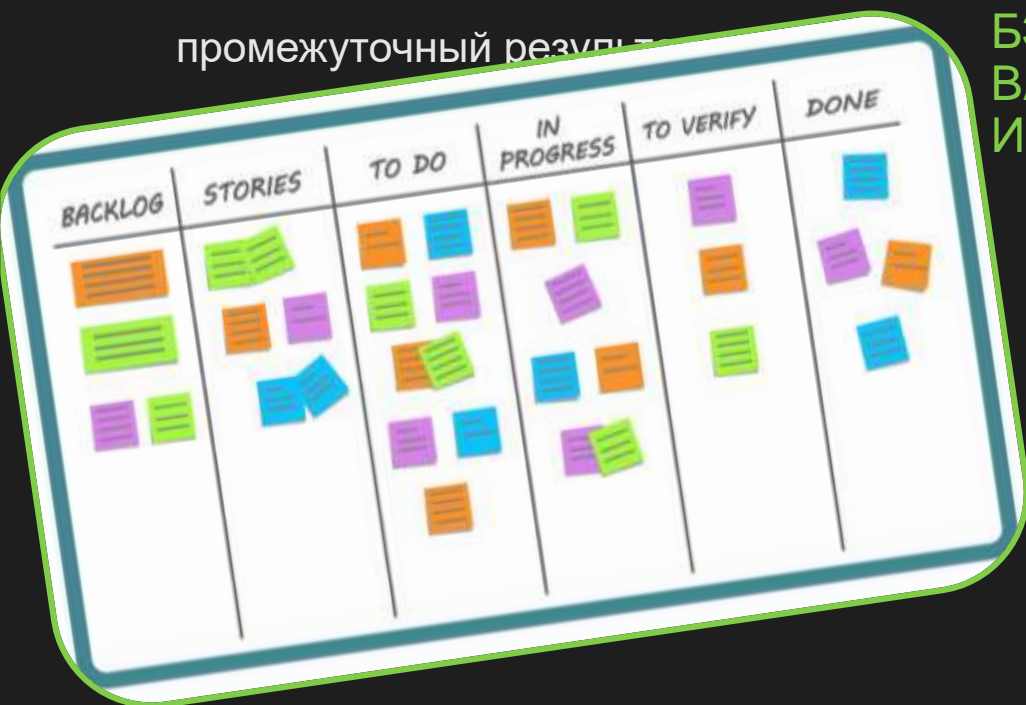 промежуточный
BACKLOG
STORIES
TO DO
IN
PROGRESS
TO VERIFY
DONE